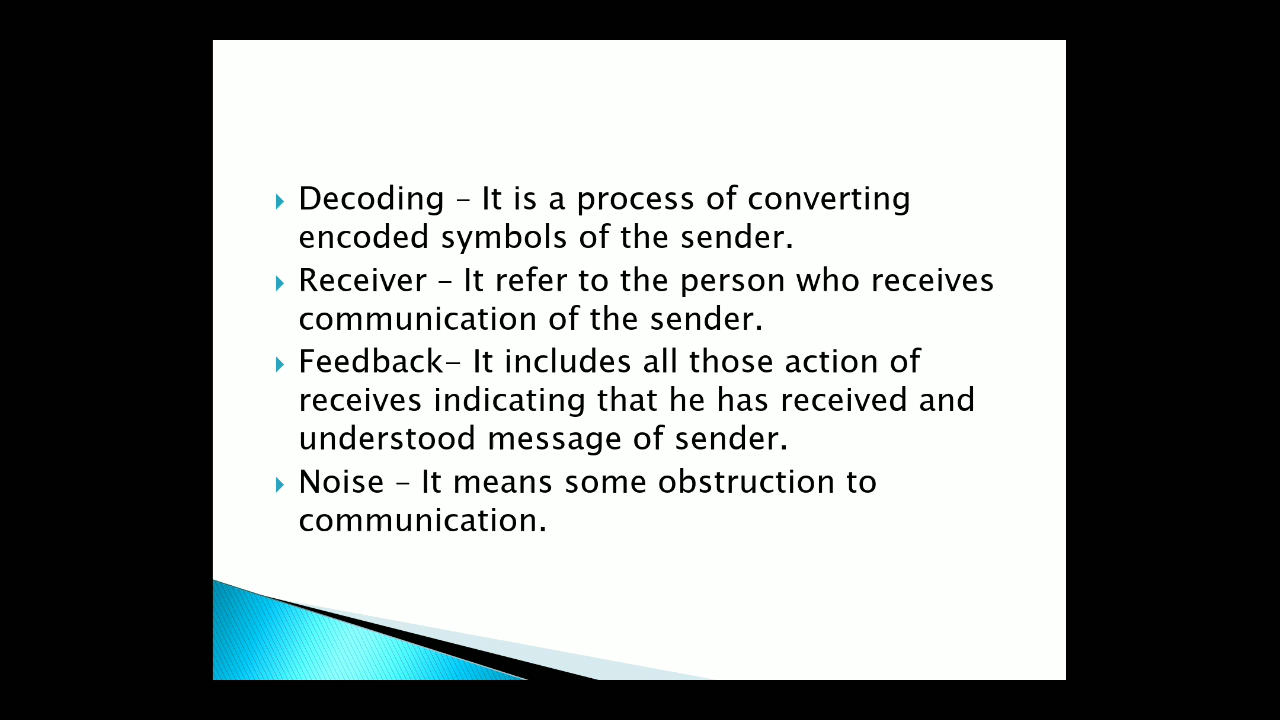 Decoding – It is a process of converting
encoded symbols of the sender.
Receiver – It refer to the person who receives
communication of the sender.
Feedback- It includes all those action of
receives indicating that he has received and
understood message of sender.
Noise – It means some obstruction to
communication.